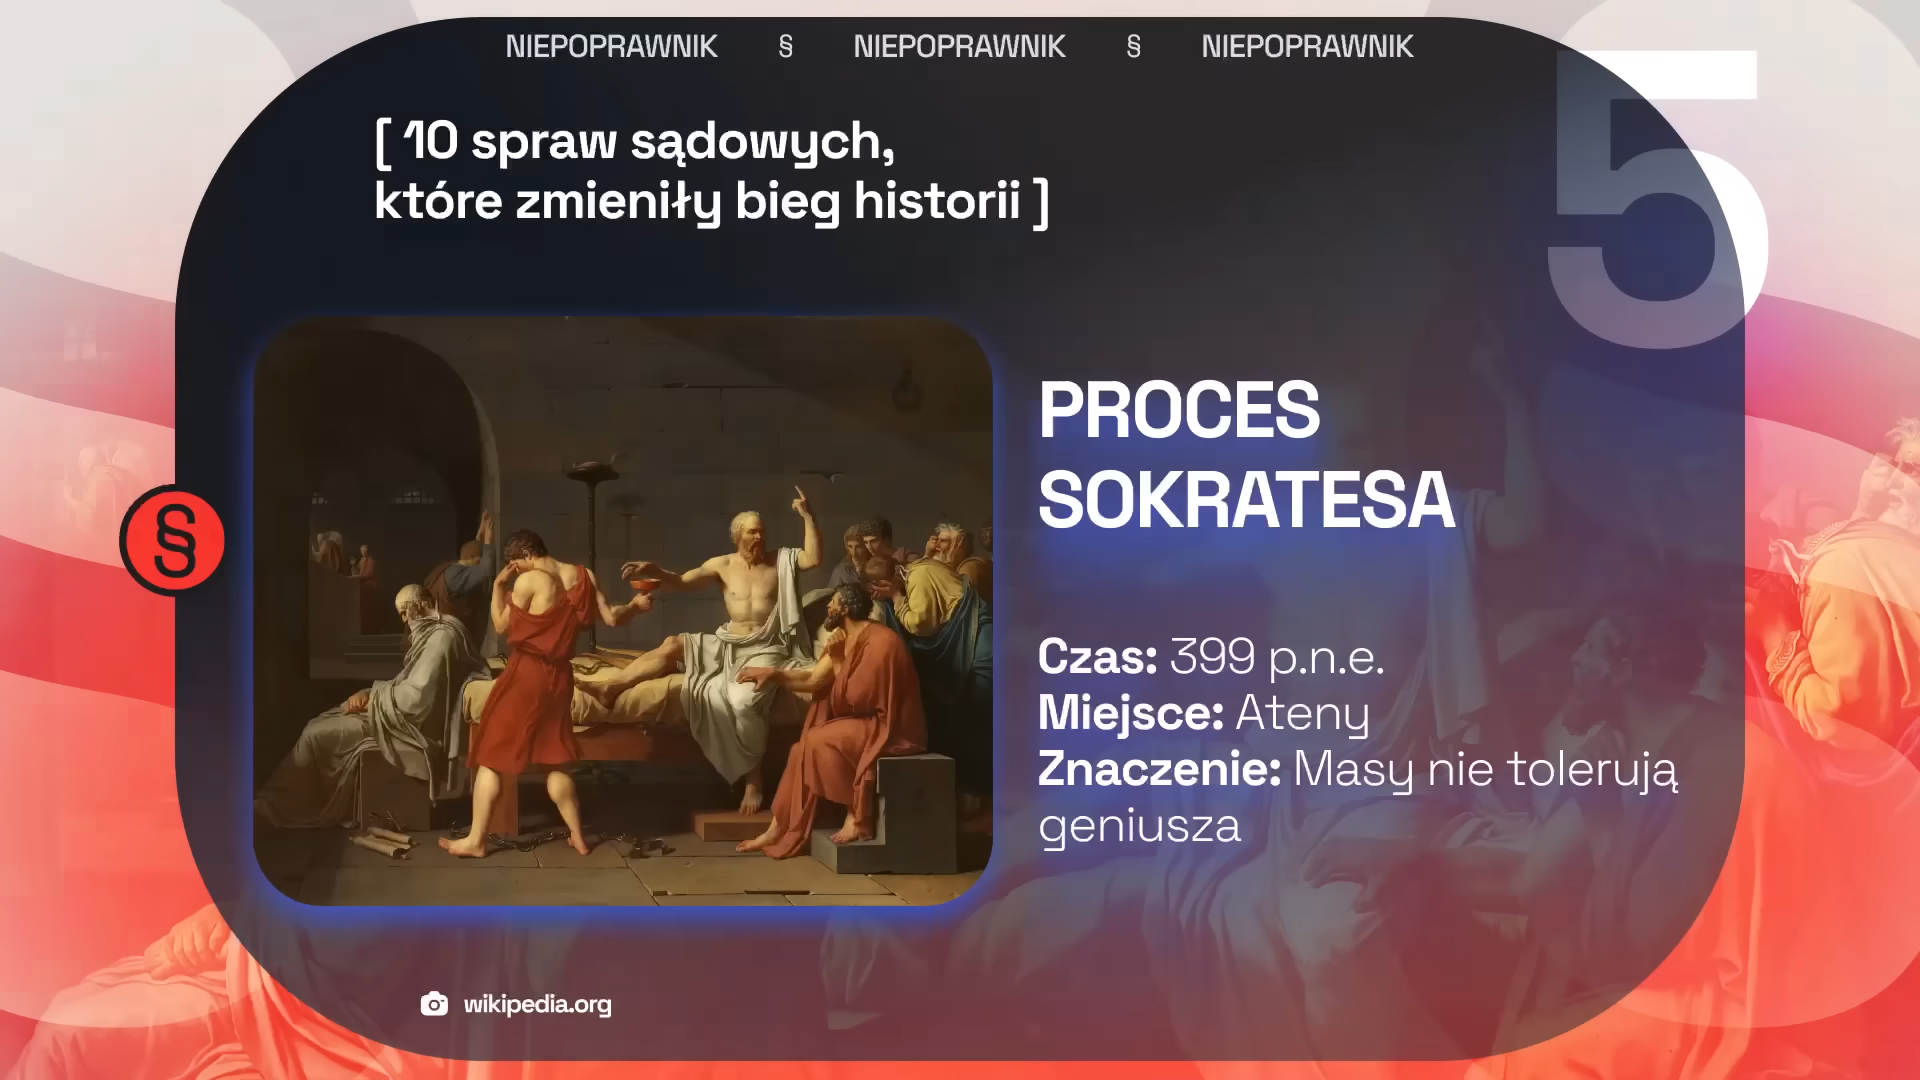 NIEPOPRAWNIK § NIEPOPRAWNIK § NIEPOPRAWNIK
5
[ 10 spraw sądowych,
które zmieniły bieg historii ]
PROCES
SOKRATESA
§
Czas: 399 p.n.e.
Miejsce: Ateny
Znaczenie: Masy nie tolerują
geniusza
wikipedia.org